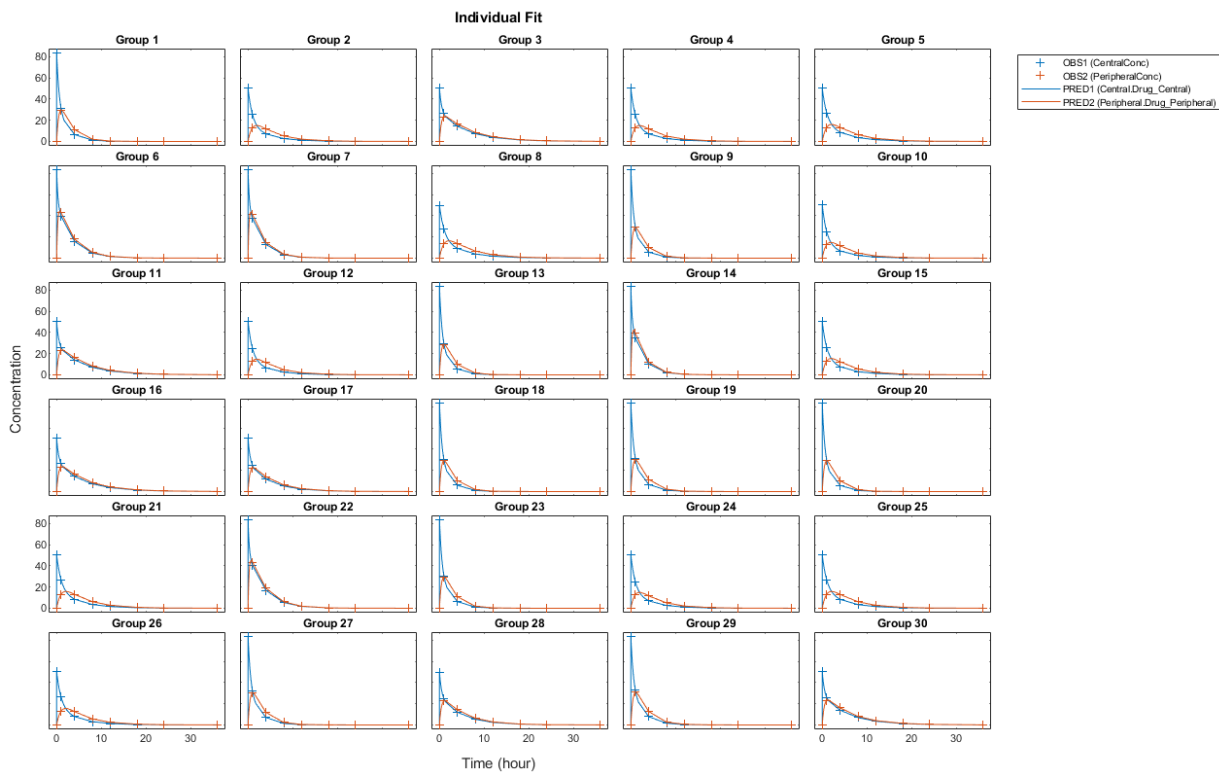 Individual Fit
Group 1
Group 2
Group 3
Group 4
Group 5
80
60
40
20
0
OBS1 (CentralConc)
OBS2 (PeripheralConc)
PRED1 (Central.Drug_Central)
PRED2 (Peripheral.Drug_Peripheral)
Group 6
Group 7
Group 8
Group 9
Group 10
Group 11
Group 12
Group 13
Group 14
Group 15
80
60
40
20
0
Concentration
Group 16
Group 17
Group 18
Group 19
Group 20
Group 21
Group 22
Group 23
Group 24
Group 25
80
60
40
20
0
Group 26
Group 27
Group 28
Group 29
Group 30
0 20 30
0 20 30
0 20 30
Time (hour)